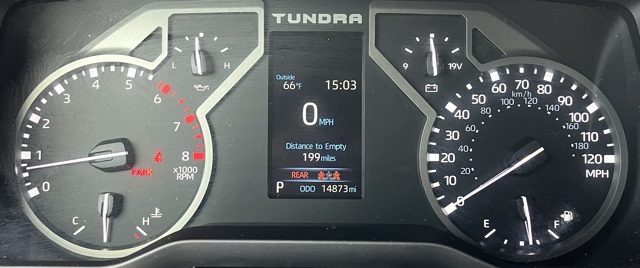 TUNDRA
L H
Outside
66°F 15:03
0 MPH
Distance to Empty
199 miles
REAR
P ODO 14873 mi
9 19V
0 1 2 3 4 5 6 7 8
x1000
RPM
PARK
C H
km/h
0 20 40 50 60 70 80 90 100 110 120
MPH
20 40 60 80 100 120 140 160 180
E F